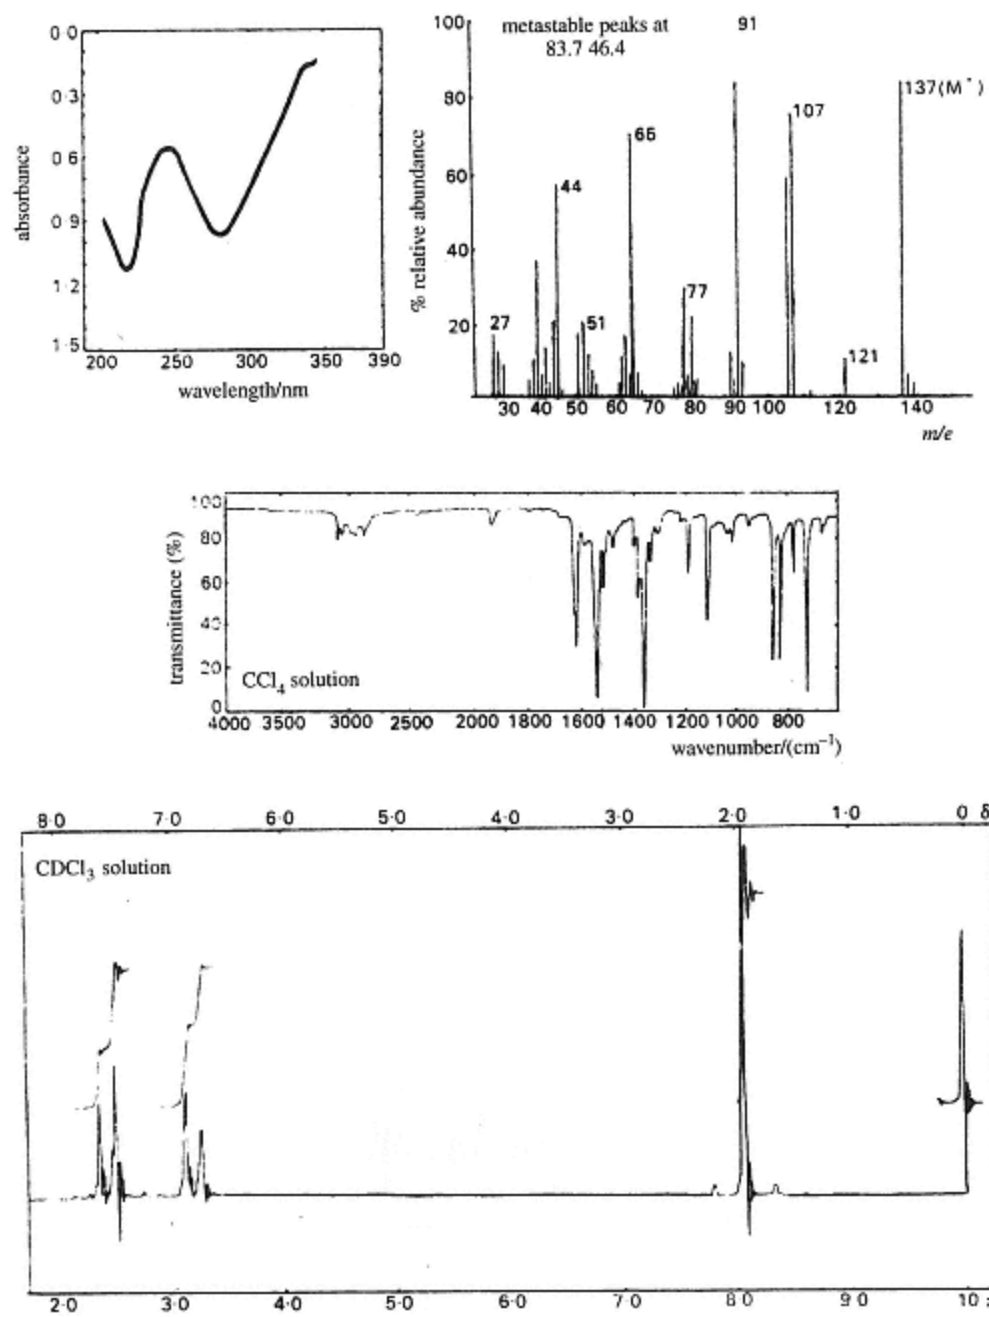 0·0
0·3
0 6
0 9
1·2
1·5
absorbance
200 250 300 350 390
wavelength/nm
metastable peaks at
83.7 46.4
91
137(M⁺)
107
65
44
77
27
51
121
100
80
60
40
20
% relative abundance
30 40 50 60 70 80 90 100 120 140
m/e
100
80
60
40
20
0
transmittance (%)
CCl₄ solution
4000 3500 3000 2500 2000 1800 1600 1400 1200 1000 800
wavenumber/(cm⁻¹)
8·0 7·0 6·0 5·0 4·0 3·0 2·0 1·0 0 δ
CDCl₃ solution
2·0 3·0 4·0 5·0 6·0 7·0 8·0 9·0 10